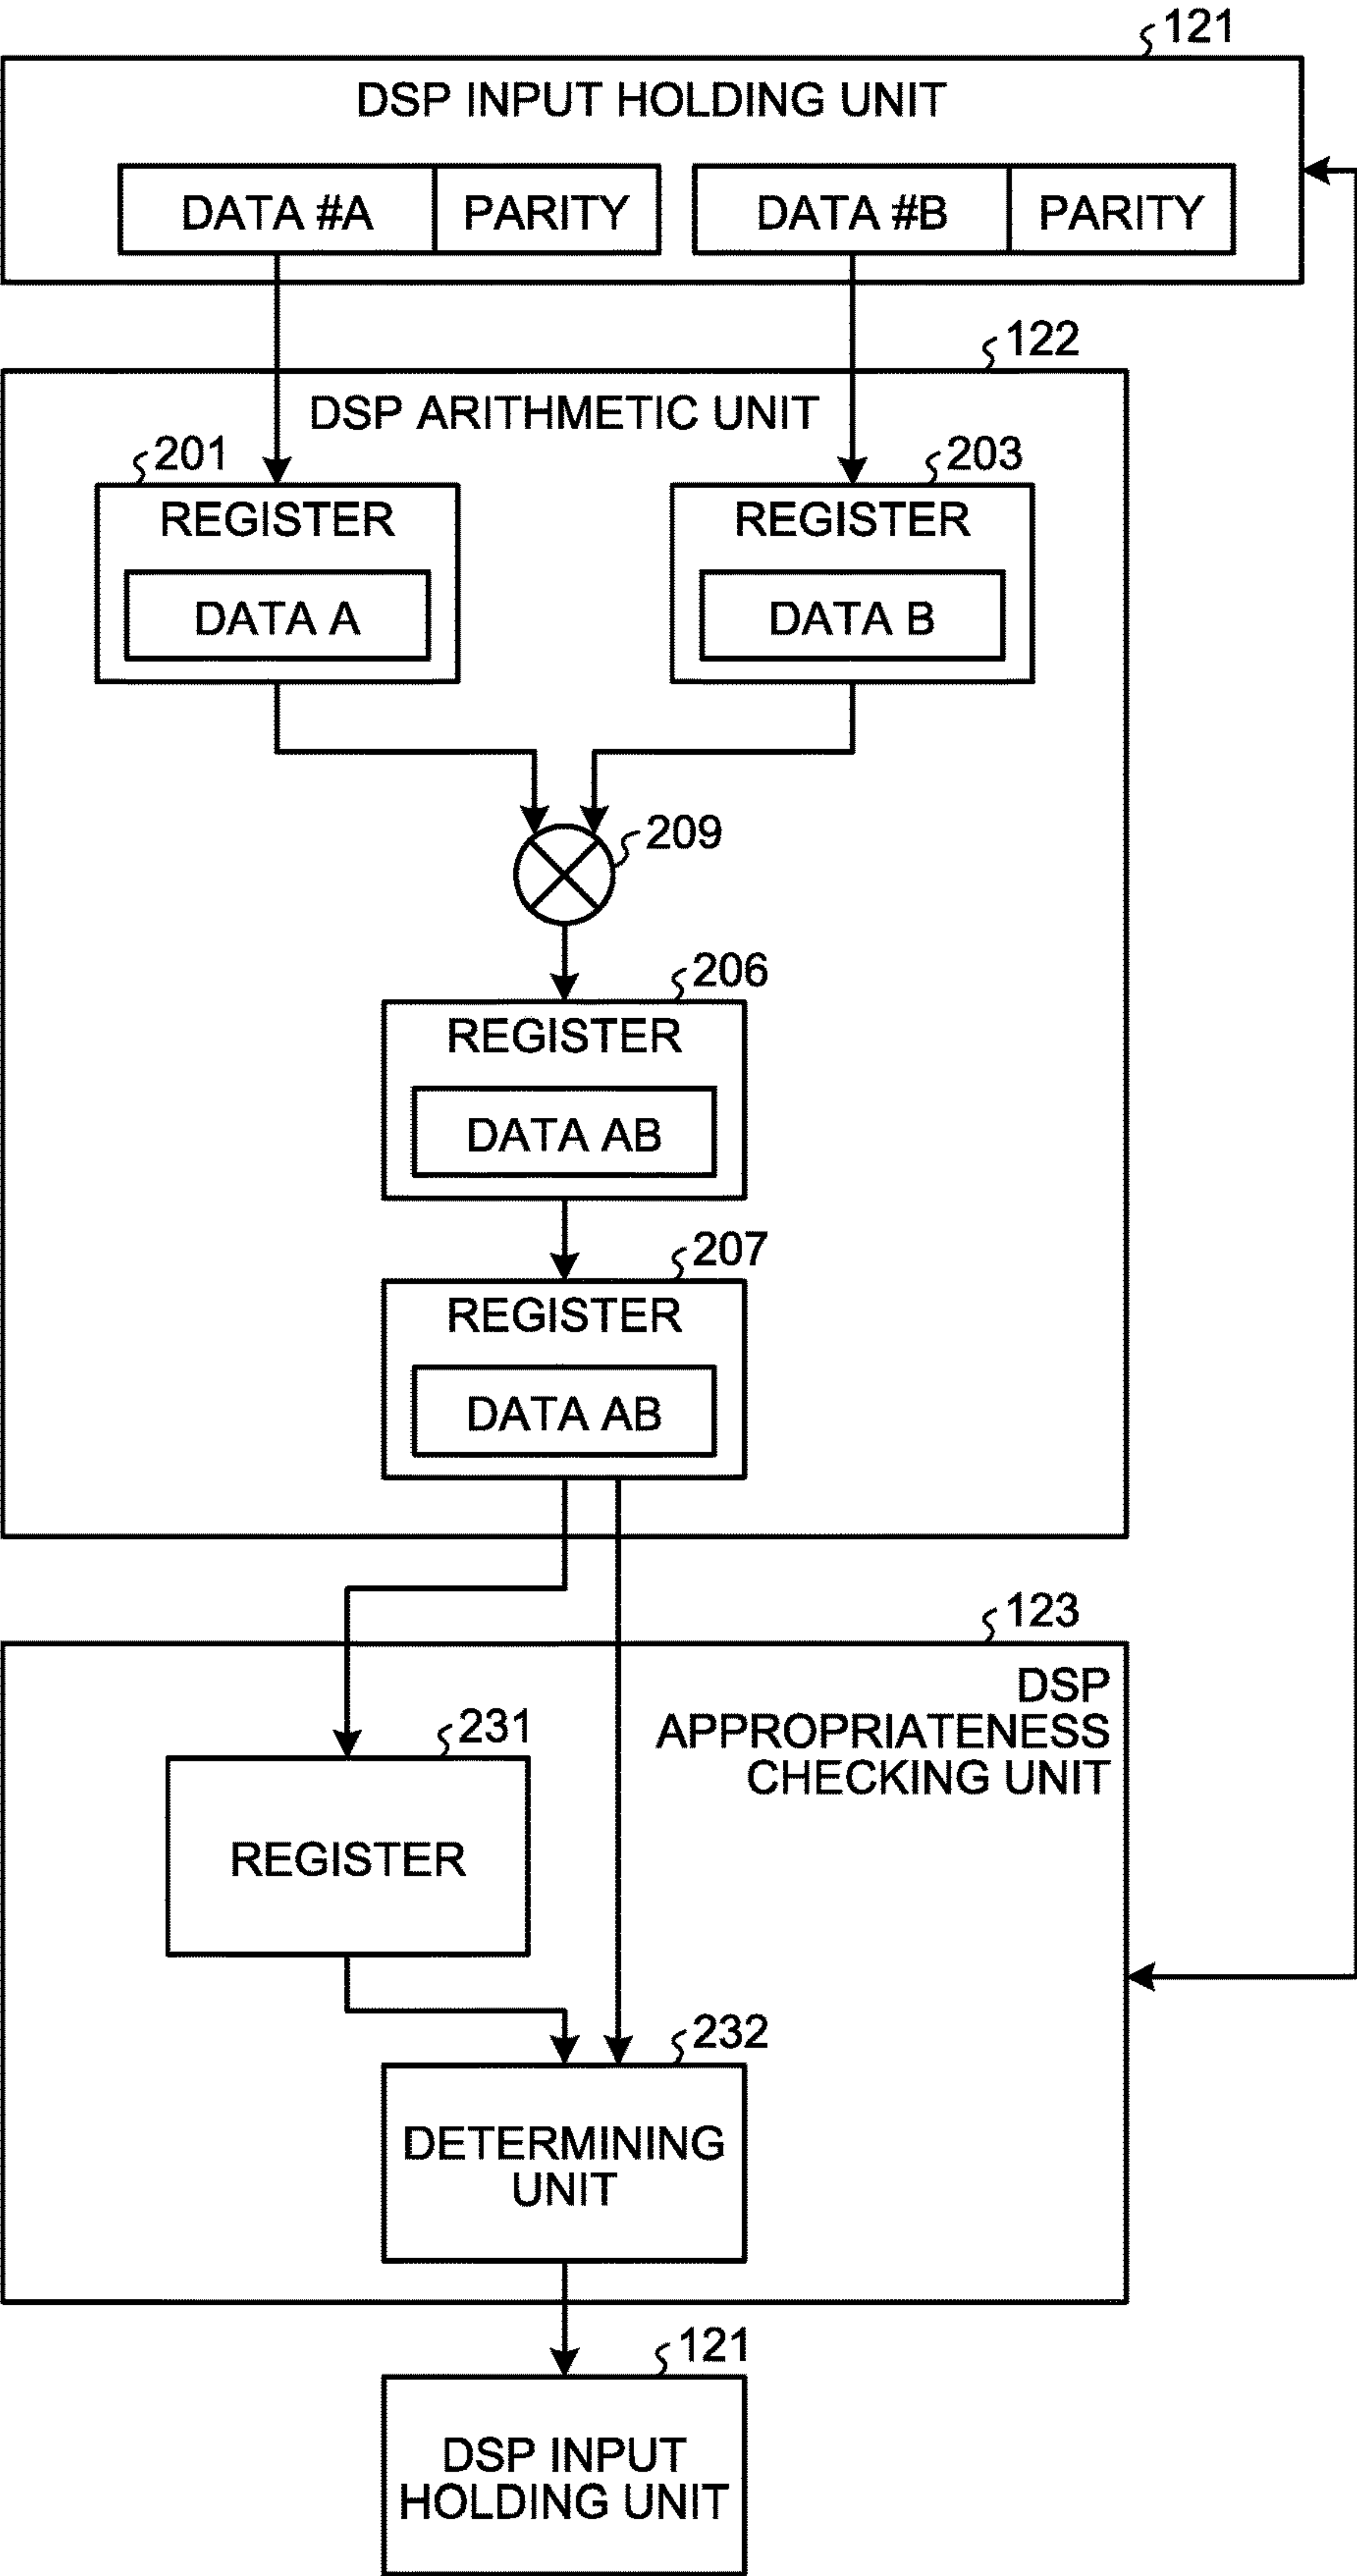 121
DSP INPUT HOLDING UNIT
DATA #A PARITY DATA #B PARITY
122
DSP ARITHMETIC UNIT
201 203
REGISTER REGISTER
DATA A DATA B
209
206
REGISTER
DATA AB
207
REGISTER
DATA AB
123
DSP
APPROPRIATENESS
CHECKING UNIT
231
REGISTER
232
DETERMINING
UNIT
121
DSP INPUT
HOLDING UNIT